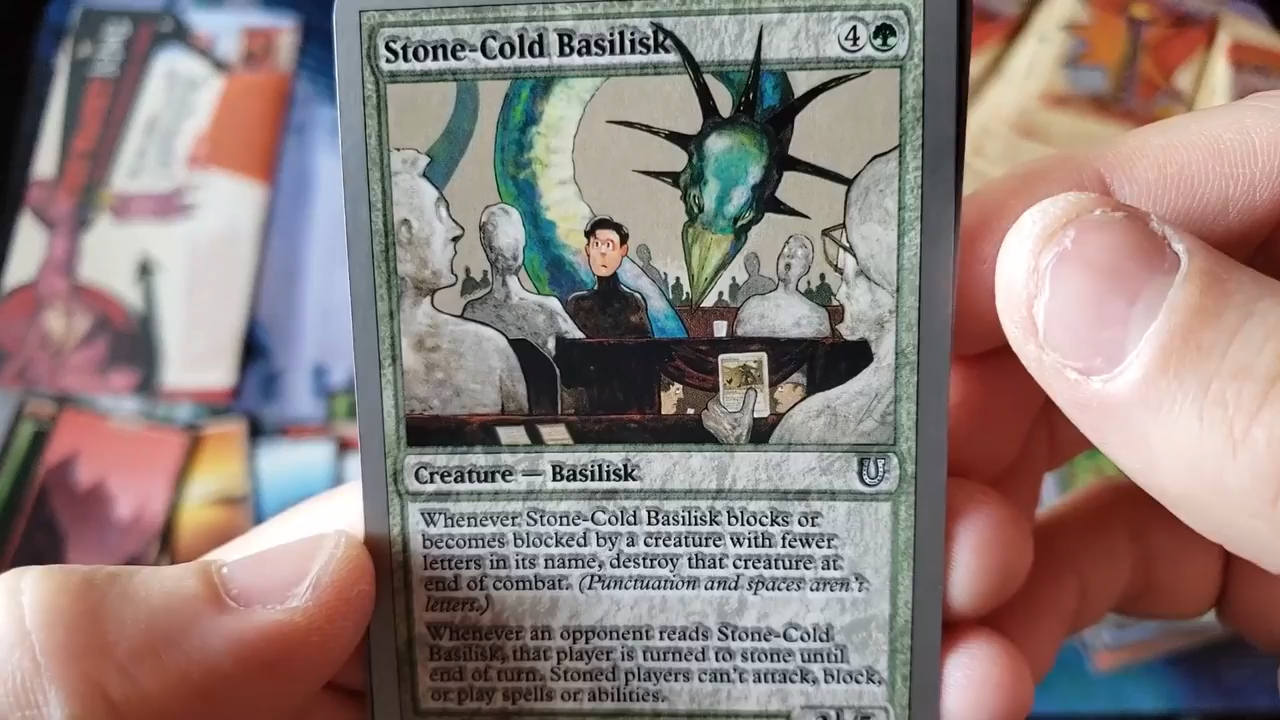 Stone-Cold Basilisk 4
Creature — Basilisk
Whenever Stone-Cold Basilisk blocks or
becomes blocked by a creature with fewer
letters in its name, destroy that creature at
end of combat. (Punctuation and spaces aren't
letters.)
Whenever an opponent reads Stone-Cold
Basilisk, that player is turned to stone until
end of turn. Stoned players can't attack, block,
or play spells or abilities.